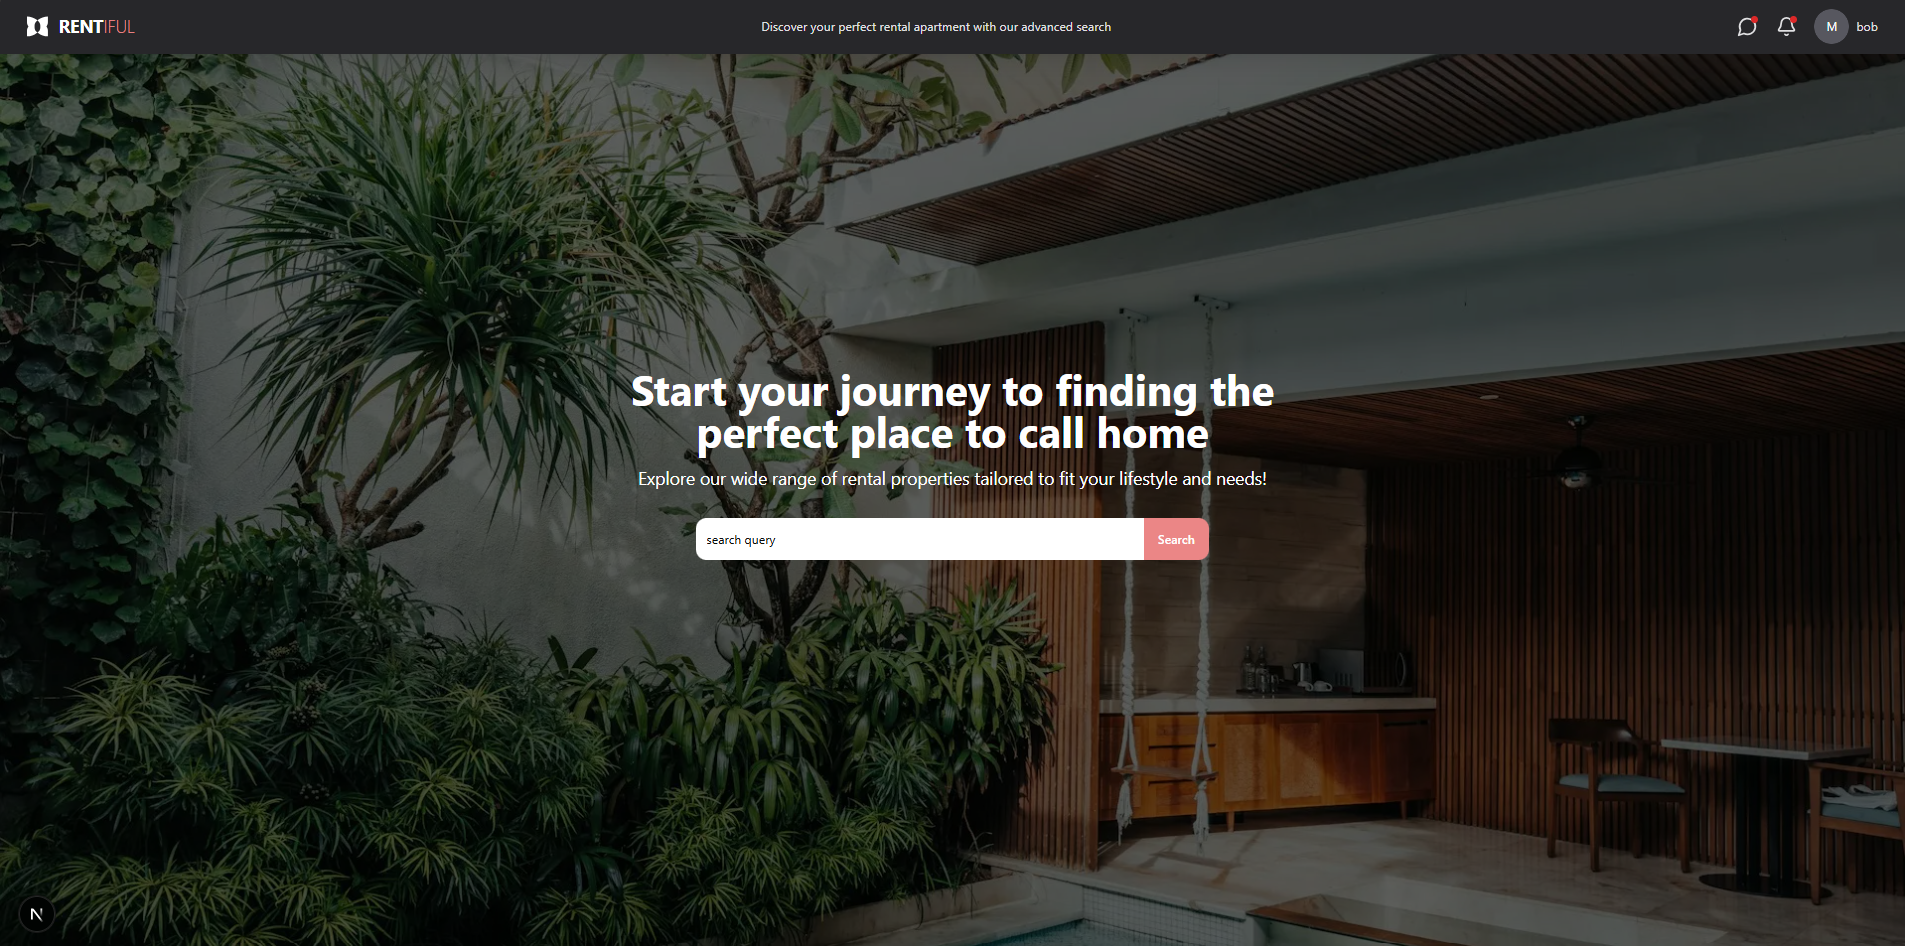 RENTIFUL
Discover your perfect rental apartment with our advanced search
M
bob
Start your journey to finding the
perfect place to call home
Explore our wide range of rental properties tailored to fit your lifestyle and needs!
search query
Search
N